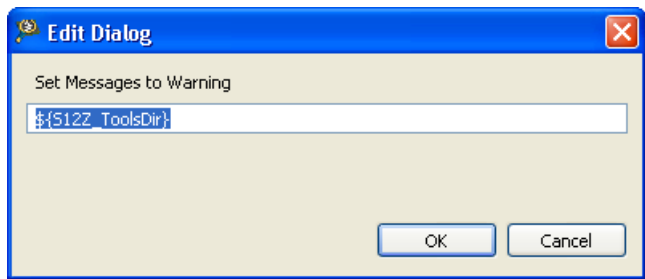 Edit Dialog
Set Messages to Warning
${S12Z_ToolsDir}
OK
Cancel